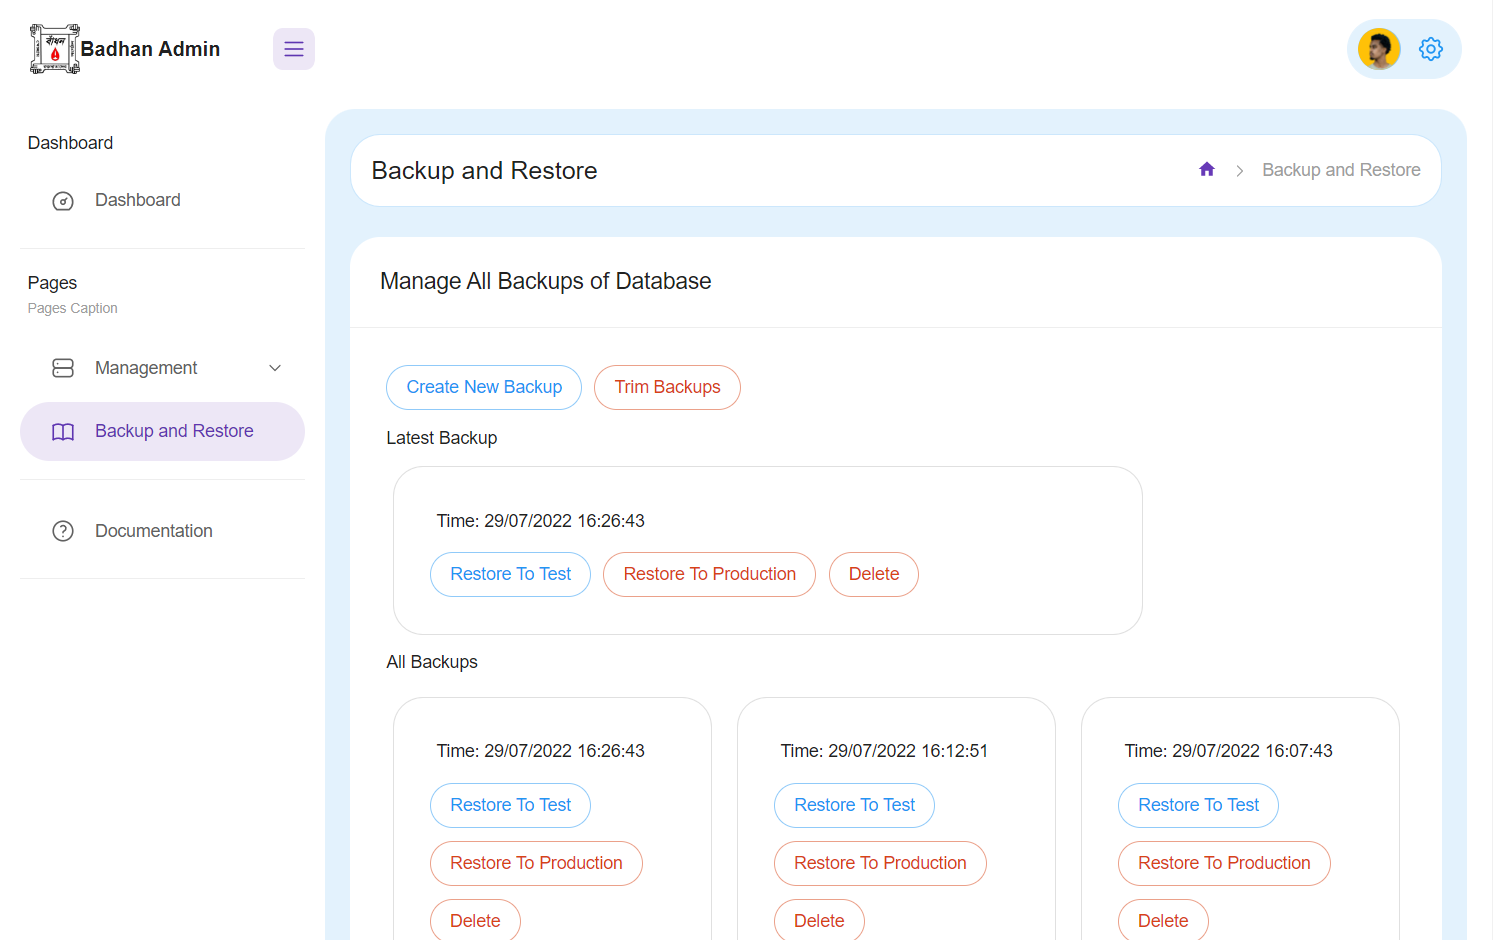 বাঁধন
Badhan Admin
Dashboard
Dashboard
Pages
Pages Caption
Management
Backup and Restore
Documentation
Backup and Restore
Backup and Restore
Manage All Backups of Database
Create New Backup Trim Backups
Latest Backup
Time: 29/07/2022 16:26:43
Restore To Test Restore To Production Delete
All Backups
Time: 29/07/2022 16:26:43
Restore To Test
Restore To Production
Delete
Time: 29/07/2022 16:12:51
Restore To Test
Restore To Production
Delete
Time: 29/07/2022 16:07:43
Restore To Test
Restore To Production
Delete